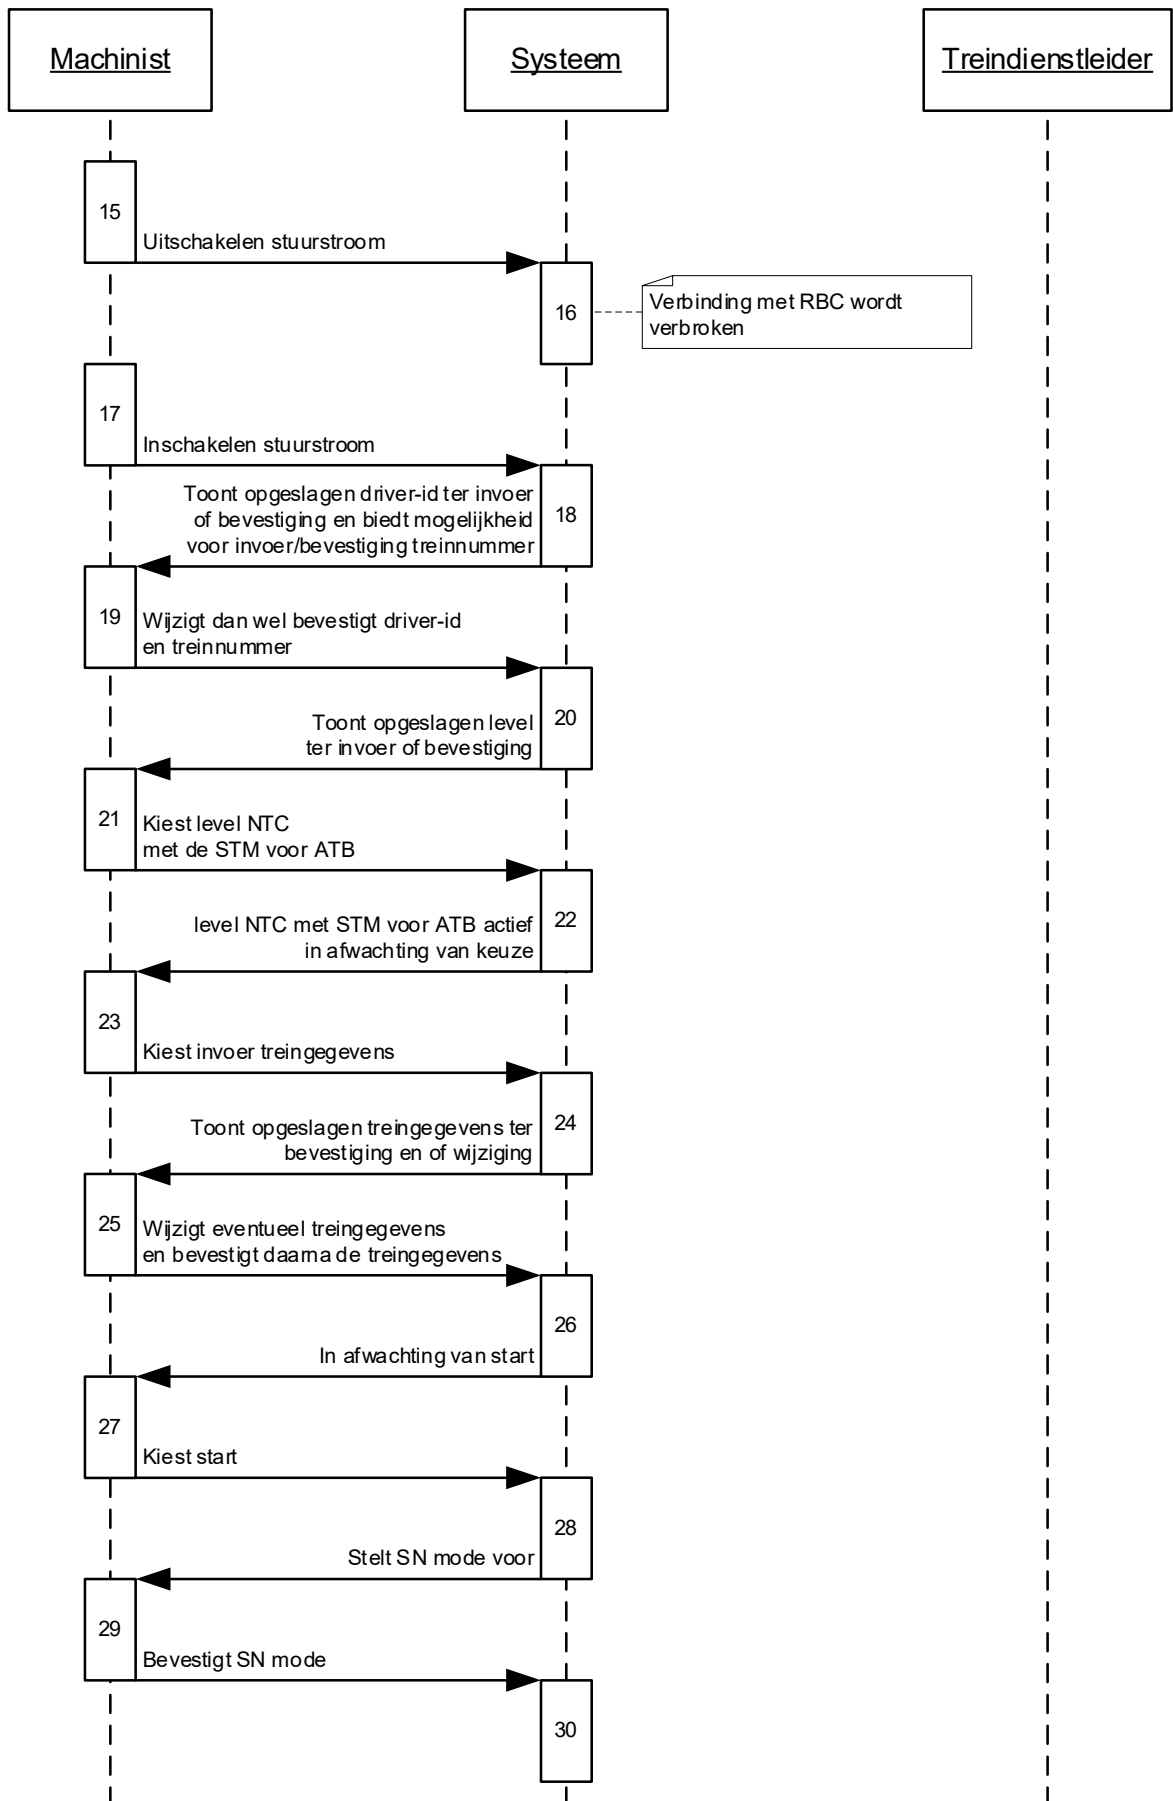 Machinist
Systeem
Treindienstleider
15
Uitschakelen stuurstroom
16
Verbinding met RBC wordt
verbroken
17
Inschakelen stuurstroom
Toont opgeslagen driver-id ter invoer
of bevestiging en biedt mogelijkheid
voor invoer/bevestiging treinnummer
18
19
Wijzigt dan wel bevestigt driver-id
en treinnummer
20
Toont opgeslagen level
ter invoer of bevestiging
21
Kiest level NTC
met de STM voor ATB
22
level NTC met STM voor ATB actief
in afwachting van keuze
23
Kiest invoer treingegevens
24
Toont opgeslagen treingegevens ter
bevestiging en of wijziging
25
Wijzigt eventueel treingegevens
en bevestigt daarna de treingegevens
26
In afwachting van start
27
Kiest start
28
Stelt SN mode voor
29
Bevestigt SN mode
30